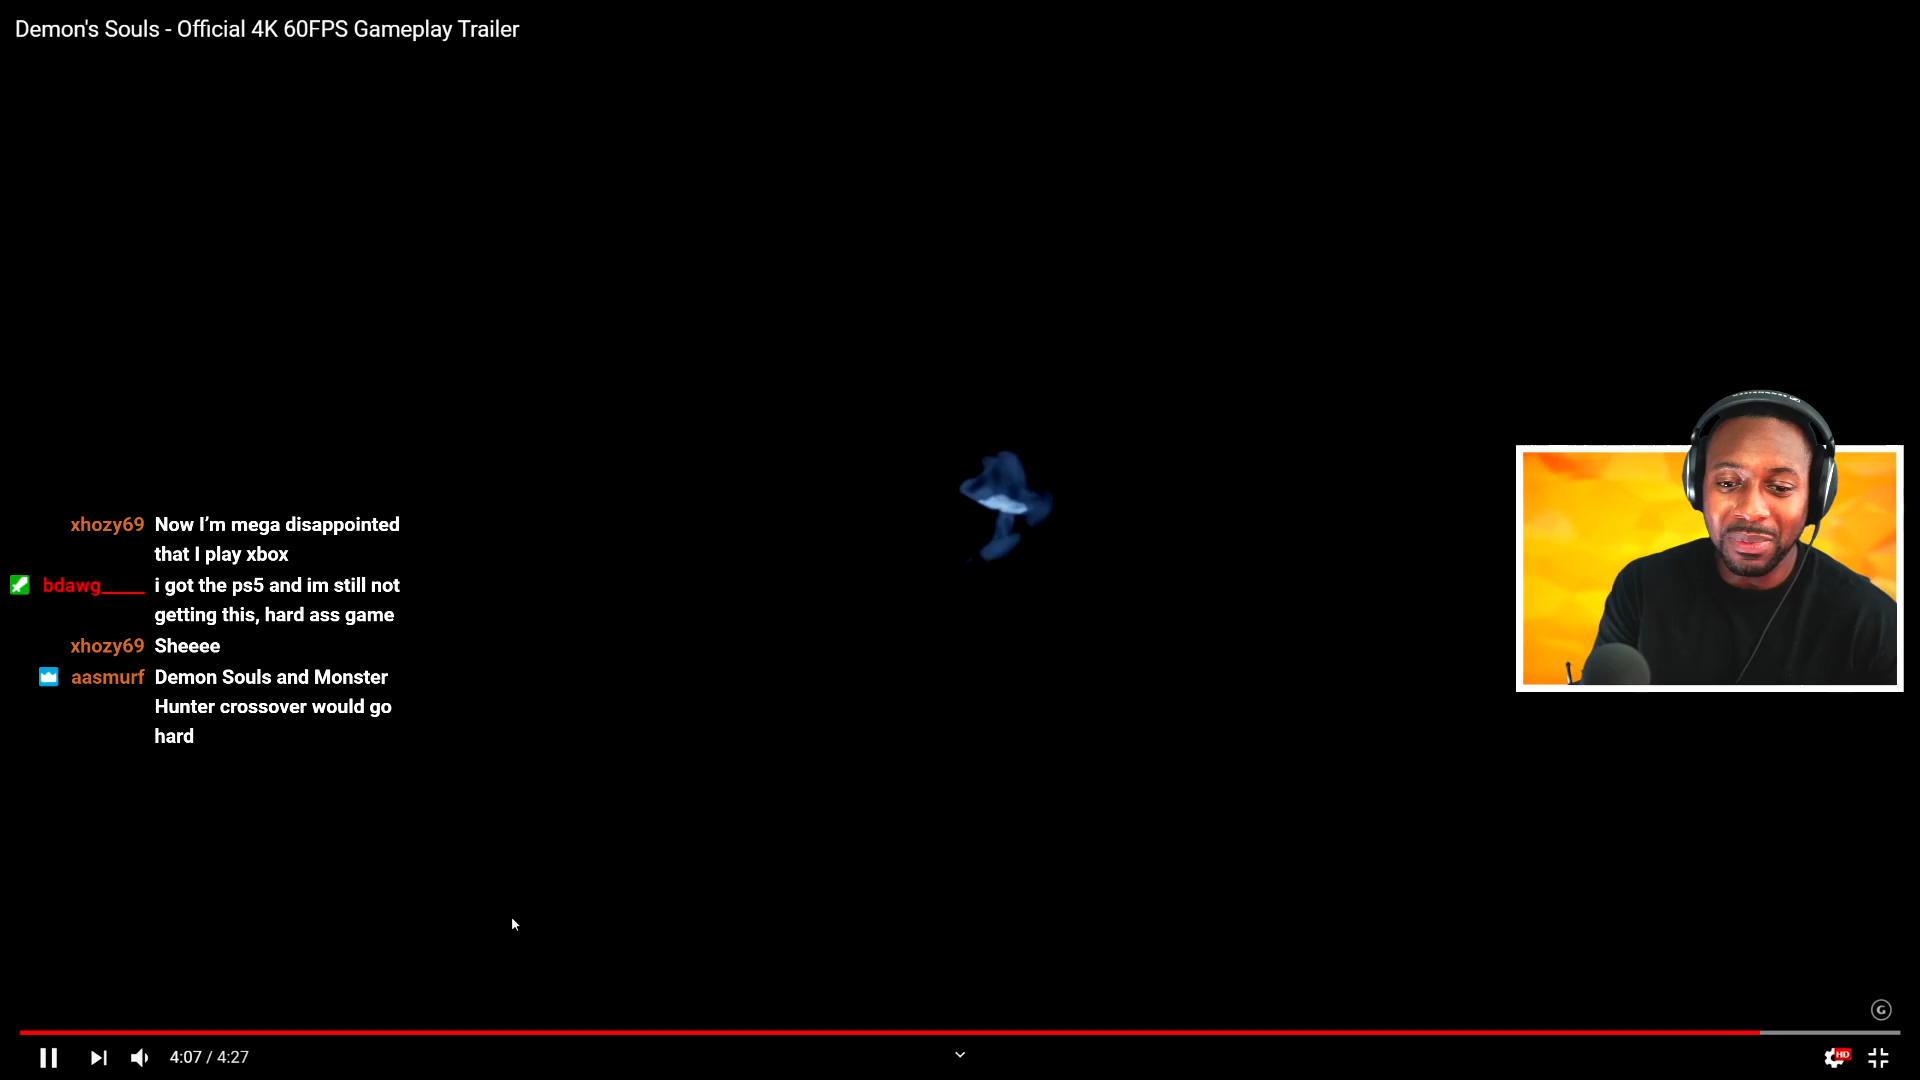 Demon's Souls - Official 4K 60FPS Gameplay Trailer
xhozy69 Now I’m mega disappointed
that I play xbox
bdawg_____ i got the ps5 and im still not
getting this, hard ass game
xhozy69 Sheeee
aasmurf Demon Souls and Monster
Hunter crossover would go
hard
G
4:07 / 4:27
HD